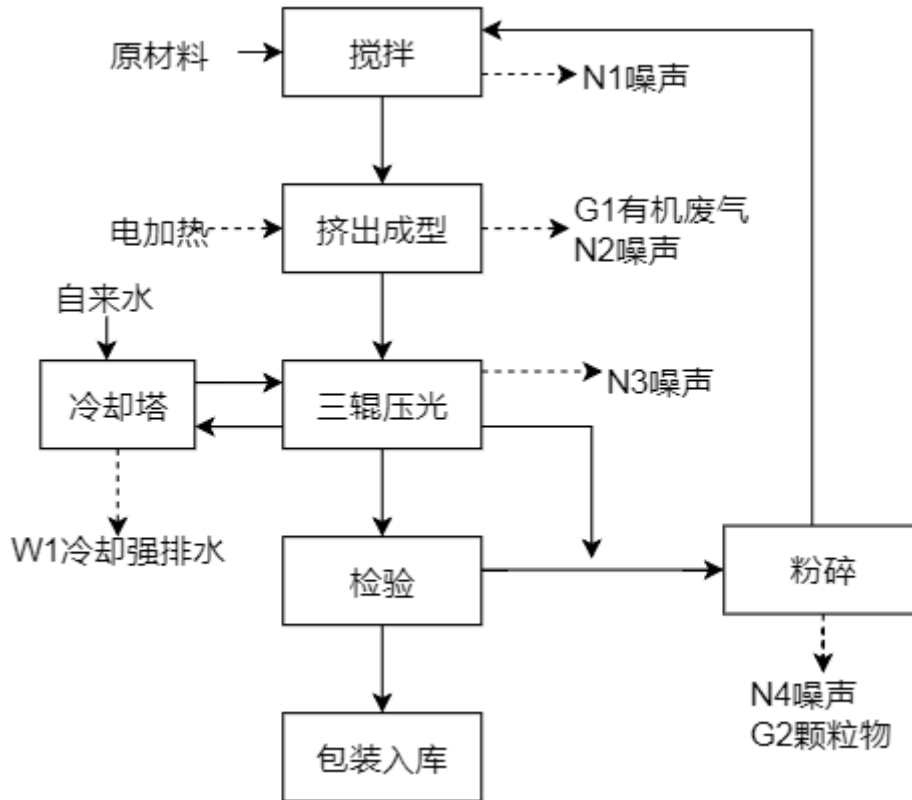 原材料
搅拌
N1噪声
电加热
挤出成型
G1有机废气
N2噪声
自来水
冷却塔
三辊压光
N3噪声
W1冷却强排水
检验
粉碎
N4噪声
G2颗粒物
包装入库